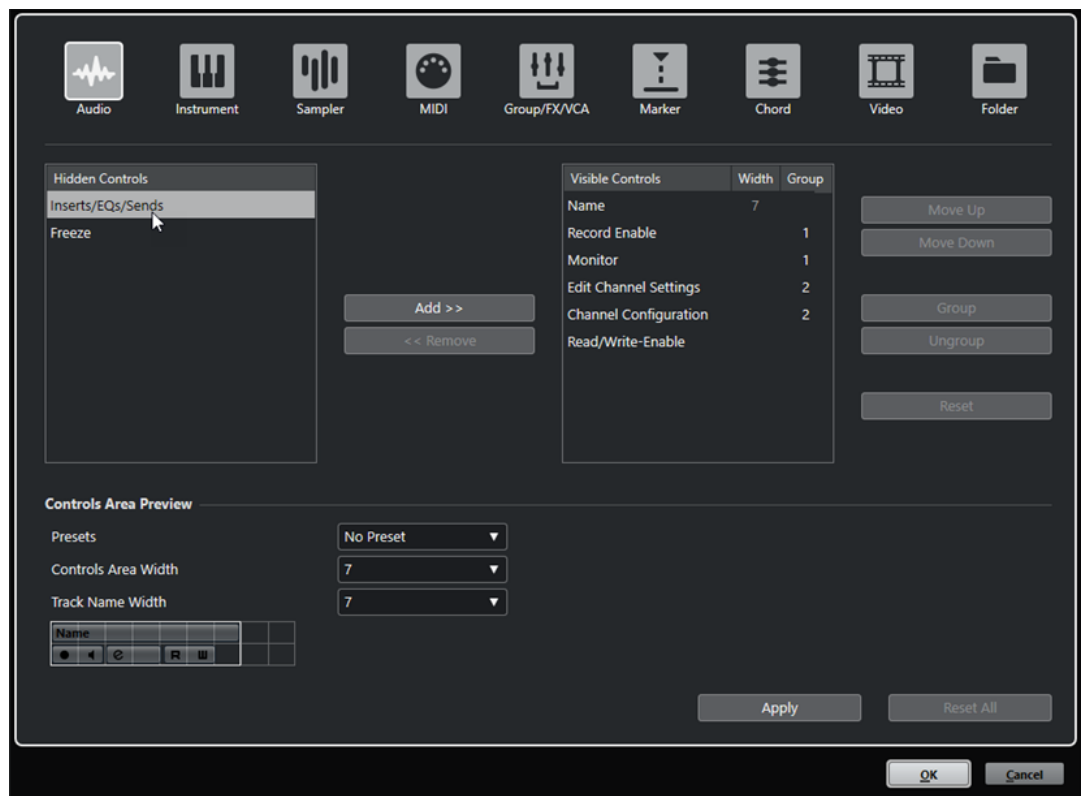 Audio Instrument Sampler MIDI Group/FX/VCA Marker Chord Video Folder
Hidden Controls
Inserts/EQs/Sends
Freeze
Add >>
<< Remove
Visible Controls Width Group
Name 7
Record Enable 1
Monitor 1
Edit Channel Settings 2
Channel Configuration 2
Read/Write-Enable
Move Up
Move Down
Group
Ungroup
Reset
Controls Area Preview
Presets No Preset
Controls Area Width 7
Track Name Width 7
Name
e R W
Apply Reset All
OK Cancel